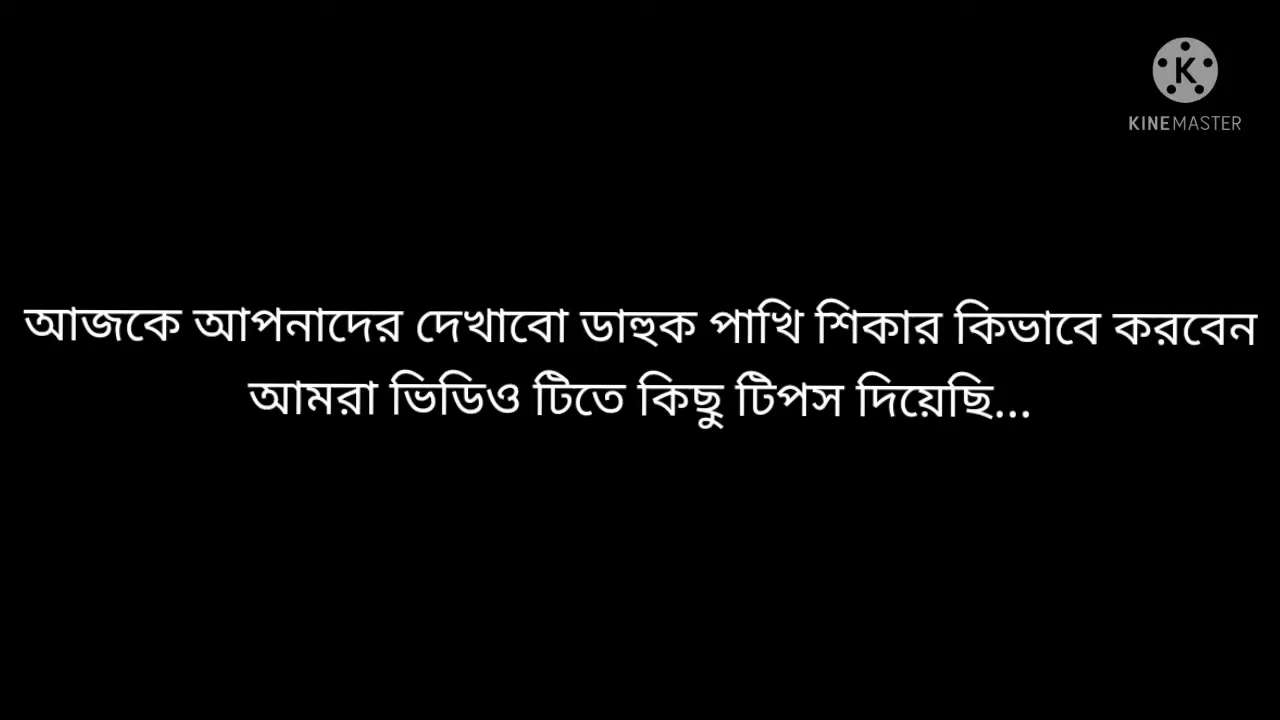 KINEMASTER
আজকে আপনাদের দেখাবো ডাহুক পাখি শিকার কিভাবে করবেন
আমরা ভিডিও টিতে কিছু টিপস দিয়েছি...